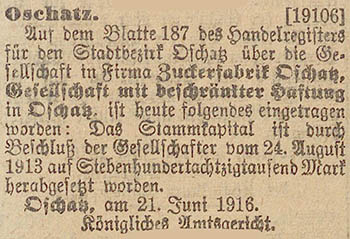 Oschatz. [19106]
Auf dem Blatte 187 des Handelsregisters
für den Stadtbezirk Oschatz über die Ge-
sellschaft in Firma Zuckerfabrik Oschatz,
Gesellschaft mit beschränkter Haftung
in Oschatz, ist heute folgendes eingetragen
worden: Das Stammkapital ist durch
Beschluß der Gesellschafter vom 24. August
1913 auf Siebenhundertachtzigtausend Mark
herabgesetzt worden.
Oschatz, am 21. Juni 1916.
Königliches Amtsgericht.